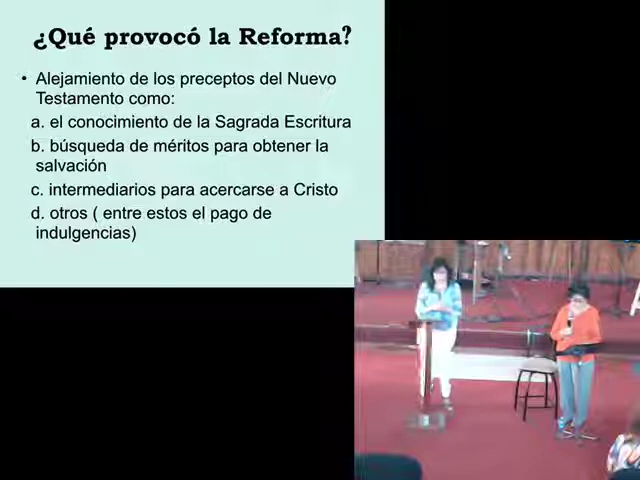 ¿Qué provocó la Reforma?
• Alejamiento de los preceptos del Nuevo
Testamento como:
a. el conocimiento de la Sagrada Escritura
b. búsqueda de méritos para obtener la
salvación
c. intermediarios para acercarse a Cristo
d. otros ( entre estos el pago de
indulgencias)